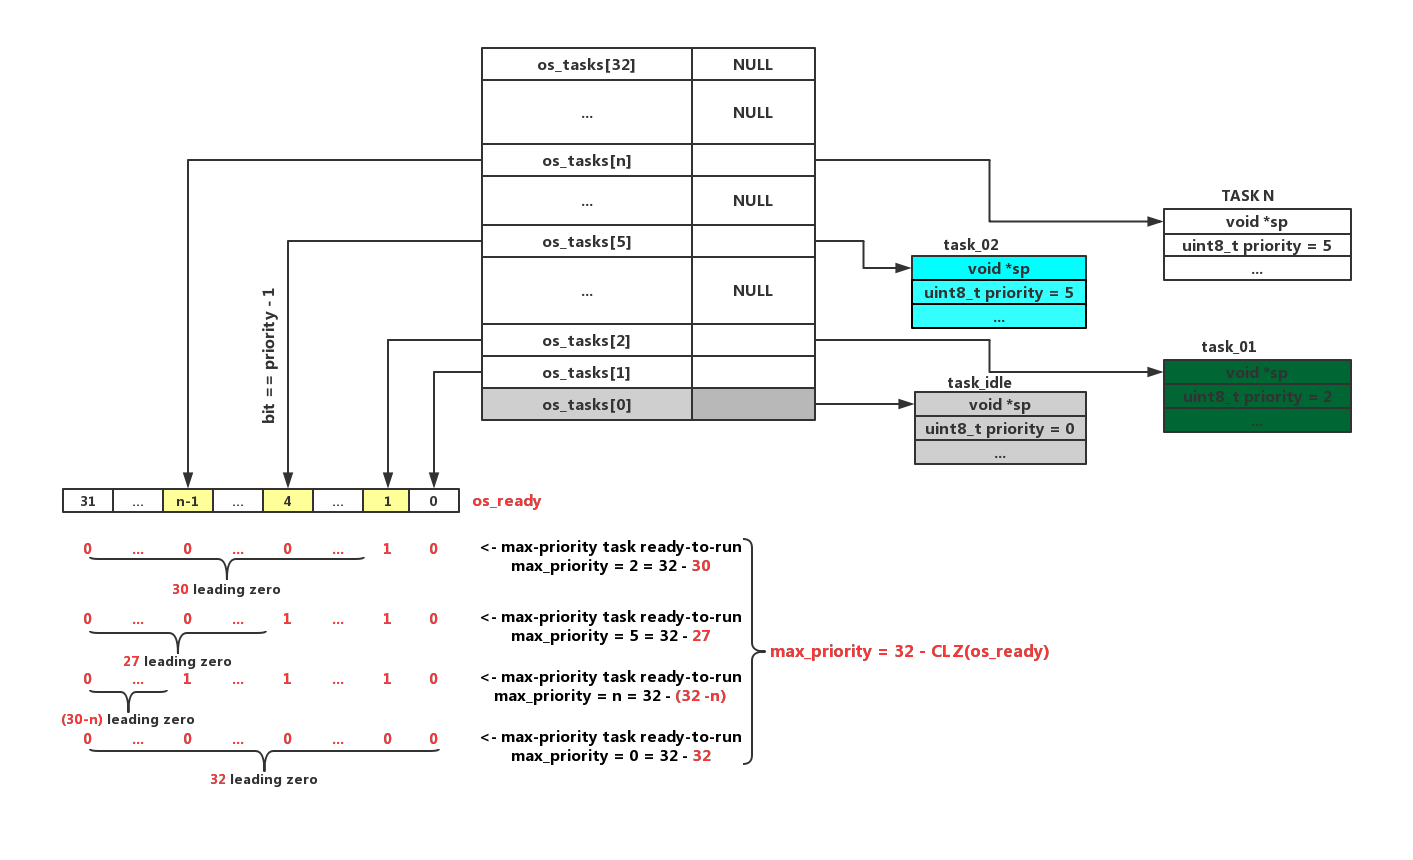 os_tasks[32] NULL
... NULL
os_tasks[n]
... NULL
os_tasks[5]
... NULL
os_tasks[2]
os_tasks[1]
os_tasks[0]
TASK N
void *sp
uint8_t priority = 5
...
task_02
void *sp
uint8_t priority = 5
...
task_01
void *sp
uint8_t priority = 2
...
task_idle
void *sp
uint8_t priority = 0
...
bit == priority - 1
31 ... n-1 ... 4 ... 1 0 os_ready
0 ... 0 ... 0 ... 1 0
30 leading zero
<- max-priority task ready-to-run
max_priority = 2 = 32 - 30
0 ... 0 ... 1 ... 1 0
27 leading zero
<- max-priority task ready-to-run
max_priority = 5 = 32 - 27
0 ... 1 ... 1 ... 1 0
(30-n) leading zero
<- max-priority task ready-to-run
max_priority = n = 32 - (32 -n)
0 ... 0 ... 0 ... 0 0
32 leading zero
<- max-priority task ready-to-run
max_priority = 0 = 32 - 32
max_priority = 32 - CLZ(os_ready)